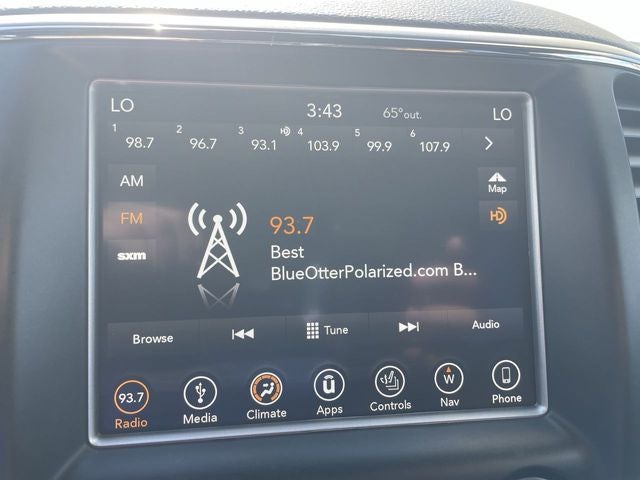 LO 3:43 65°out. LO
1 98.7 2 96.7 3 93.1 HD 4 103.9 5 99.9 6 107.9
AM
Map
FM
HD
93.7
sxm
Best
BlueOtterPolarized.com B...
Browse Tune Audio
93.7 W
Radio Media Climate Apps Controls Nav Phone